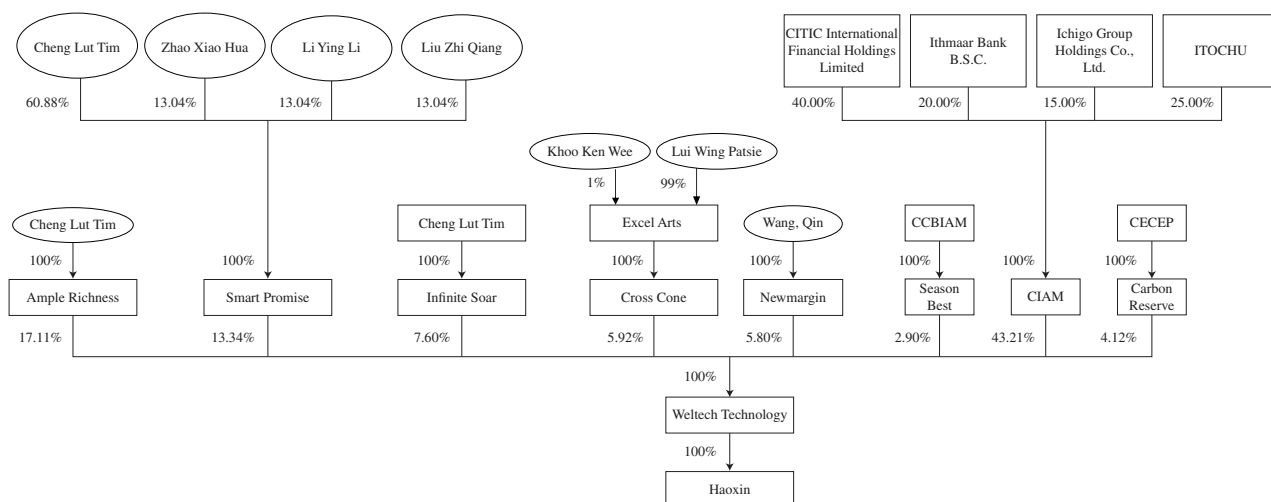 Cheng Lut Tim
Zhao Xiao Hua
Li Ying Li
Liu Zhi Qiang
CITIC International
Financial Holdings
Limited
Ithmaar Bank
B.S.C.
Ichigo Group
Holdings Co.,
Ltd.
ITOCHU
60.88%
13.04%
13.04%
13.04%
40.00%
20.00%
15.00%
25.00%
Khoo Ken Wee
Lui Wing Patsie
1%
99%
Cheng Lut Tim
Cheng Lut Tim
Excel Arts
Wang, Qin
CCBIAM
CECEP
100%
100%
100%
100%
100%
100%
100%
100%
Ample Richness
Smart Promise
Infinite Soar
Cross Cone
Newmargin
Season
Best
CIAM
Carbon
Reserve
17.11%
13.34%
7.60%
5.92%
5.80%
2.90%
43.21%
4.12%
100%
Weltech Technology
100%
Haoxin